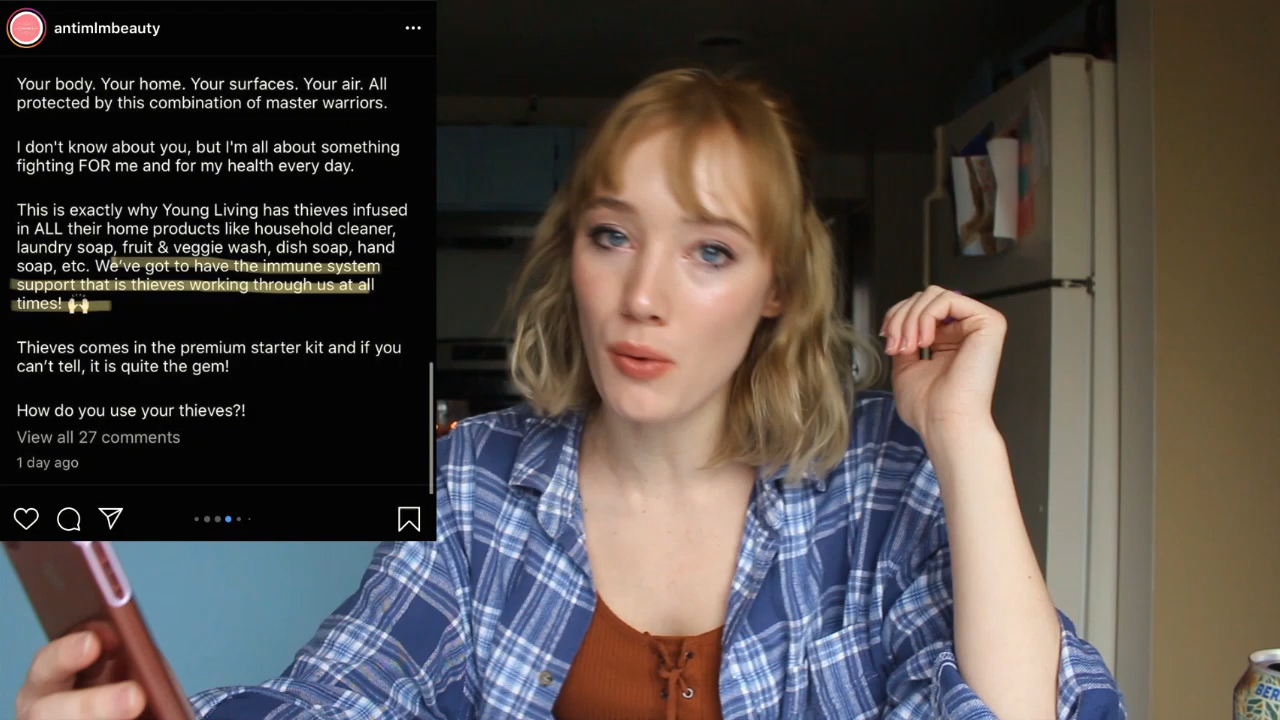 antimlmbeauty
Your body. Your home. Your surfaces. Your air. All
protected by this combination of master warriors.
I don't know about you, but I'm all about something
fighting FOR me and for my health every day.
This is exactly why Young Living has thieves infused
in ALL their home products like household cleaner,
laundry soap, fruit & veggie wash, dish soap, hand
soap, etc. We've got to have the immune system
support that is thieves working through us at all
times! 🙌🏻
Thieves comes in the premium starter kit and if you
can't tell, it is quite the gem!
How do you use your thieves?!
View all 27 comments
1 day ago
BER